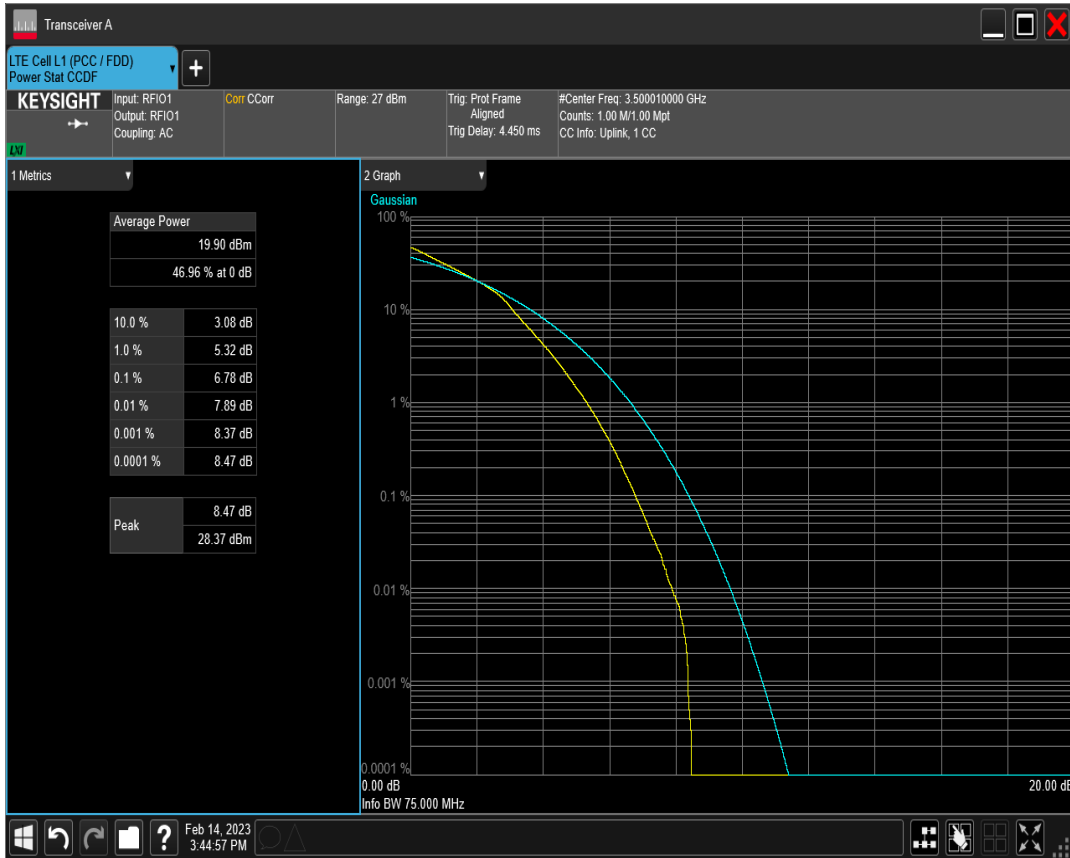 Transceiver A
LTE Cell L1 (PCC / FDD)
Power Stat CCDF
KEYSIGHT
LXI
Input: RFIO1
Output: RFIO1
Coupling: AC
Corr CCorr
Range: 27 dBm
Trig: Prot Frame
Aligned
Trig Delay: 4.450 ms
#Center Freq: 3.500010000 GHz
Counts: 1.00 M/1.00 Mpt
CC Info: Uplink, 1 CC
1 Metrics
Average Power
19.90 dBm
46.96 % at 0 dB
10.0 % 3.08 dB
1.0 % 5.32 dB
0.1 % 6.78 dB
0.01 % 7.89 dB
0.001 % 8.37 dB
0.0001 % 8.47 dB
Peak
8.47 dB
28.37 dBm
2 Graph
Gaussian
100 %
10 %
1 %
0.1 %
0.01 %
0.001 %
0.0001 %
0.00 dB 20.00 dB
Info BW 75.000 MHz
?
Feb 14, 2023
3:44:57 PM